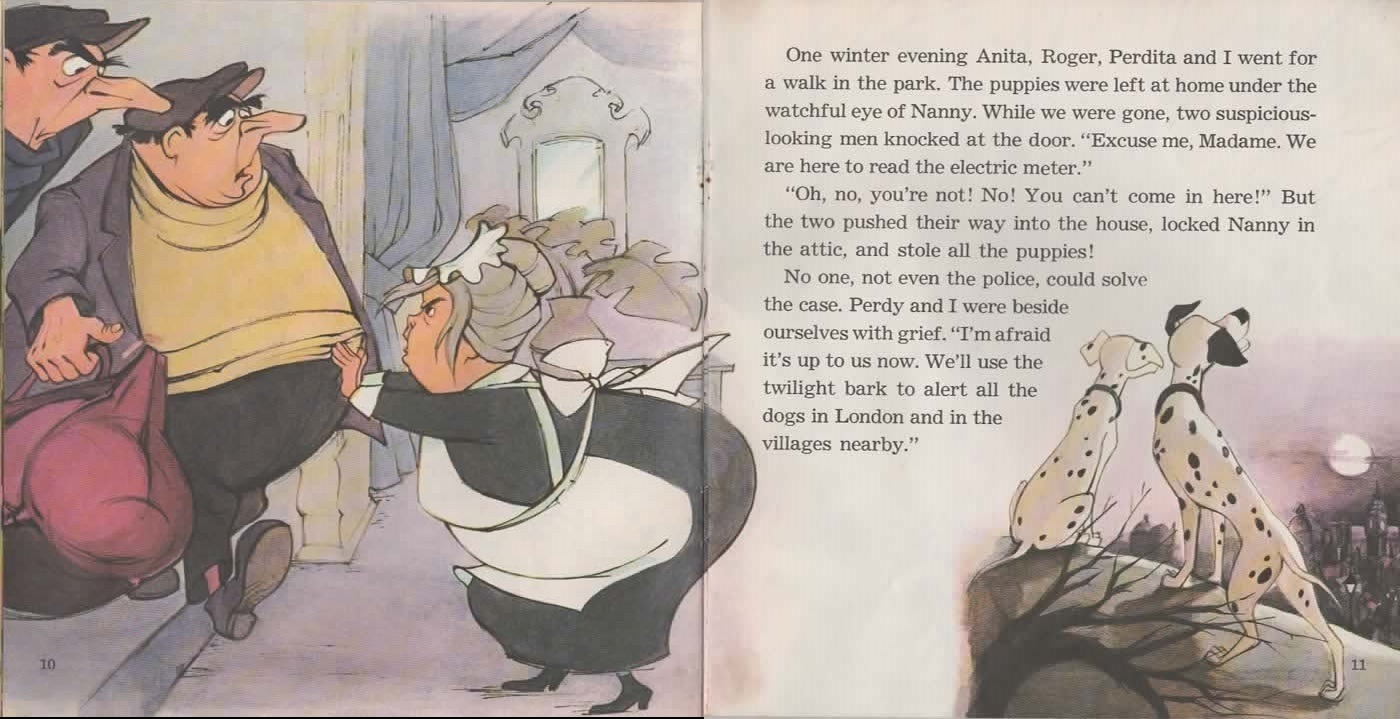 One winter evening Anita, Roger, Perdita and I went for
a walk in the park. The puppies were left at home under the
watchful eye of Nanny. While we were gone, two suspicious-
looking men knocked at the door. “Excuse me, Madame. We
are here to read the electric meter.”
“Oh, no, you’re not! No! You can’t come in here!” But
the two pushed their way into the house, locked Nanny in
the attic, and stole all the puppies!
No one, not even the police, could solve
the case. Perdy and I were beside
ourselves with grief. “I’m afraid
it’s up to us now. We’ll use the
twilight bark to alert all the
dogs in London and in the
villages nearby.”
10
11